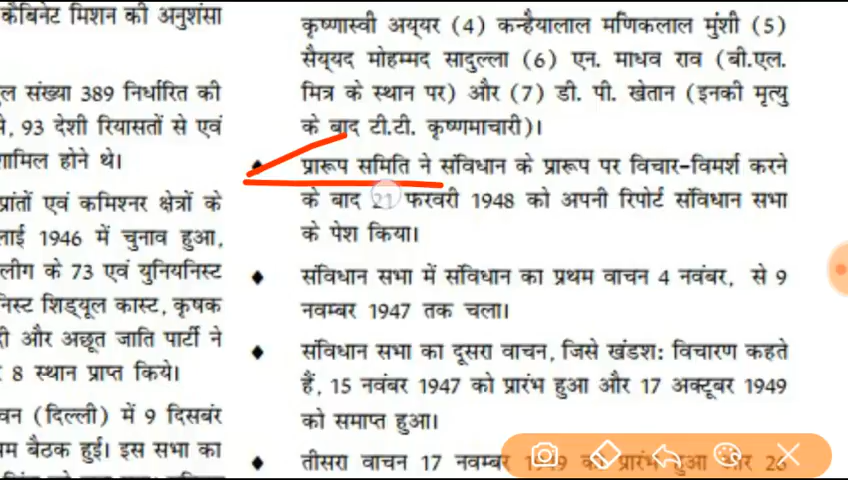 कैबिनेट मिशन की अनुशंसा
ल संख्या 389 निर्धारित की
से, 93 देशी रियासतों से एवं
शामिल होने थे।
प्रांतों एवं कमिश्नर क्षेत्रों के
लाई 1946 में चुनाव हुआ,
लीग के 73 एवं युनियनिस्ट
निस्ट शिड्यूल कास्ट, कृषक
दी और अछूत जाति पार्टी ने
8 स्थान प्राप्त किये।
वन (दिल्ली) में 9 दिसबंर
म बैठक हुई। इस सभा का
कृष्णास्वी अय्यर (4) कन्हैयालाल मणिकलाल मुंशी (5)
सैय्यद मोहम्मद सादुल्ला (6) एन. माधव राव (बी.एल.
मित्र के स्थान पर) और (7) डी. पी. खेतान (इनकी मृत्यु
के बाद टी.टी. कृष्णमाचारी)।
प्रारूप समिति ने संविधान के प्रारूप पर विचार-विमर्श करने
के बाद 21 फरवरी 1948 को अपनी रिपोर्ट संविधान सभा
के पेश किया।
♦ संविधान सभा में संविधान का प्रथम वाचन 4 नवंबर, से 9
नवम्बर 1947 तक चला।
♦ संविधान सभा का दूसरा वाचन, जिसे खंडश: विचारण कहते
हैं, 15 नवंबर 1947 को प्रारंभ हुआ और 17 अक्टूबर 1949
को समाप्त हुआ।
♦ तीसरा वाचन 17 नवम्बर 1949 को प्रारंभ हुआ और 26